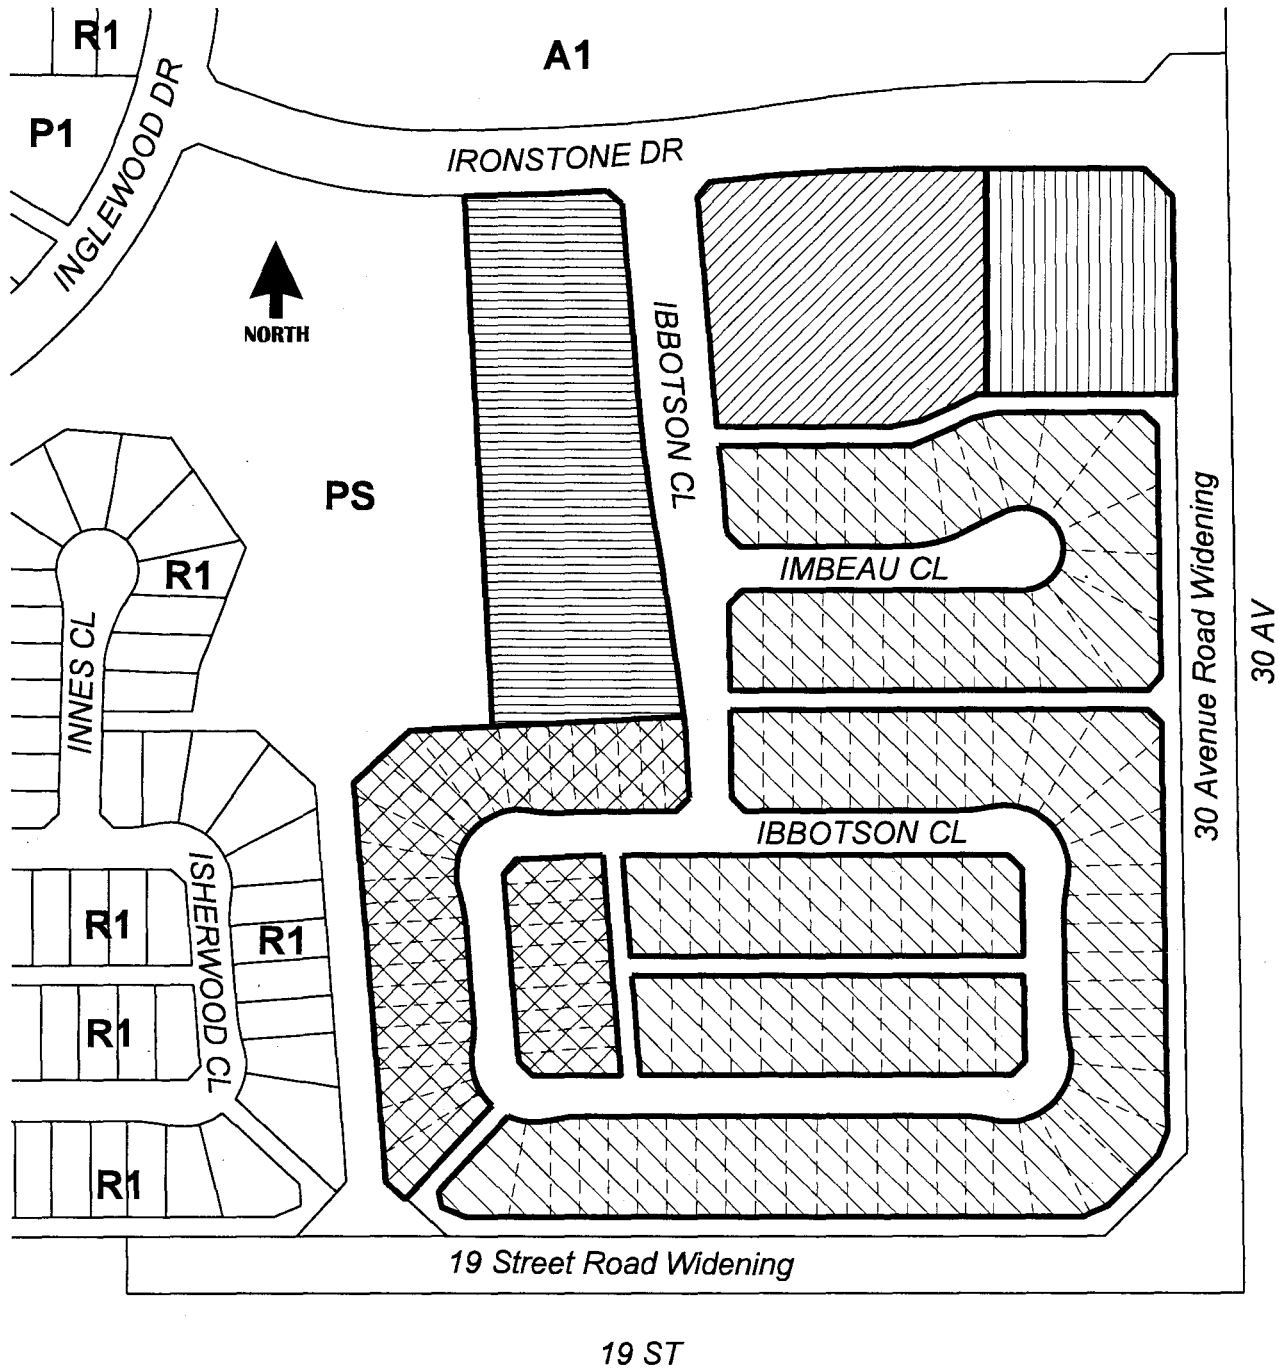 R1
A1
P1
INGLEWOOD DR
IRONSTONE DR
NORTH
IBBOTSON CL
PS
R1
IMBEAU CL
30 Avenue Road Widening
30 AV
INNES CL
IBBOTSON CL
ISHERWOOD CL
R1
R1
R1
R1
19 Street Road Widening
19 ST